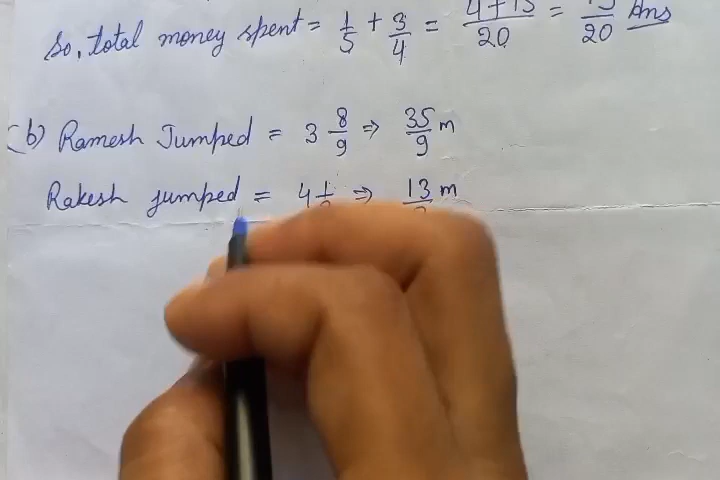 So, total money spent = 1/5 + 3/4 = 4+15/20 = 19/20 Ans
(b) Ramesh Jumped = 3 8/9 ⇒ 35/9 m
Rakesh jumped = 4 1/ ⇒ 13/ m